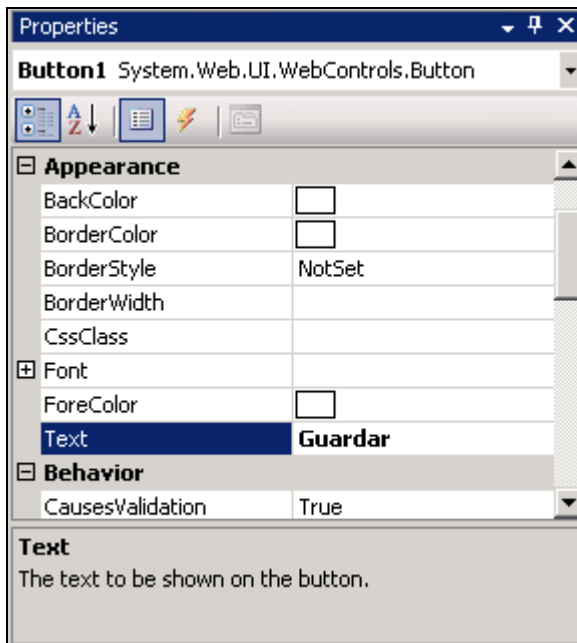 Properties
Button1 System.Web.UI.WebControls.Button
Appearance
BackColor
BorderColor
BorderStyle NotSet
BorderWidth
CssClass
Font
ForeColor
Text Guardar
Behavior
CausesValidation True
Text
The text to be shown on the button.